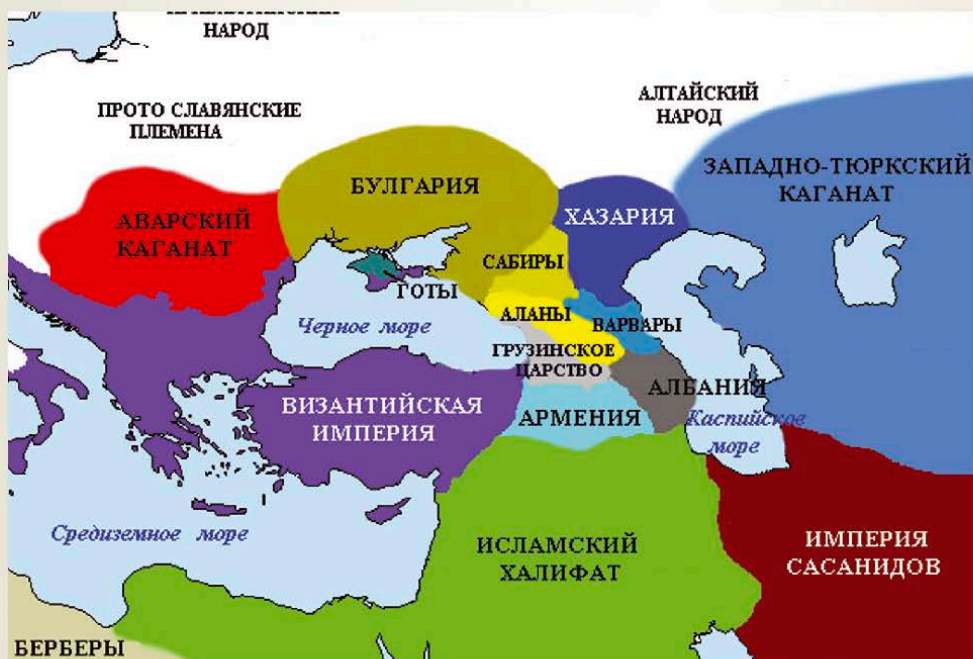 НАРОД
ПРОТО СЛАВЯНСКИЕ
ПЛЕМЕНА
АЛТАЙСКИЙ
НАРОД
ЗАПАДНО-ТЮРКСКИЙ
КАГАНАТ
БУЛГАРИЯ
ХАЗАРИЯ
АВАРСКИЙ
КАГАНАТ
САБИРЫ
ГОТЫ
АЛАНЫ
ВАРВАРЫ
Черное море
ГРУЗИНСКОЕ
ЦАРСТВО
АЛБАНИЯ
ВИЗАНТИЙСКАЯ
ИМПЕРИЯ
АРМЕНИЯ
Каспийское
море
Средиземное море
ИСЛАМСКИЙ
ХАЛИФАТ
ИМПЕРИЯ
САСАНИДОВ
БЕРБЕРЫ